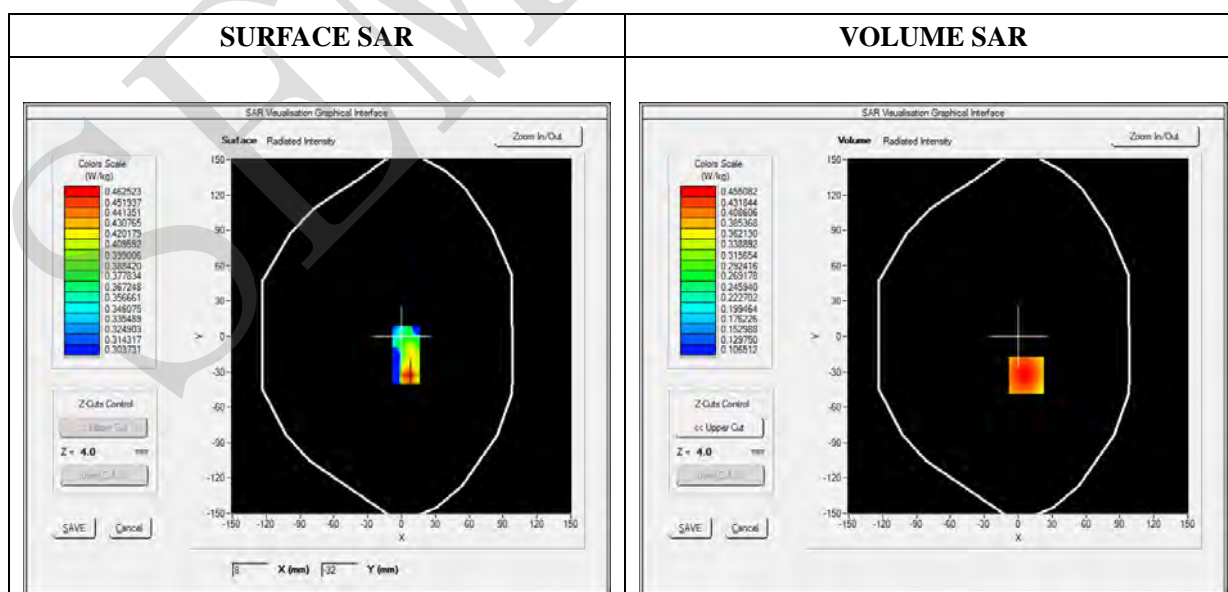 SURFACE SAR
SAR Visualisation Graphical Interface
Surface Radiated Intensity
Zoom In/Out
Colors Scale
(W/kg)
0.462523
0.451937
0.441351
0.430765
0.420179
0.409592
0.399006
0.388420
0.377834
0.367248
0.356661
0.346075
0.335489
0.324903
0.314317
0.303731
150
120
90
60
30
0
-30
-60
-90
-120
-150
Y
-150 -120 -90 -60 -30 0 30 60 90 120 150
X
Z-Cuts Control
<< Upper Cut
Z = 4.0 mm
SAVE Cancel
8 X (mm) -32 Y (mm)
VOLUME SAR
SAR Visualisation Graphical Interface
Volume Radiated Intensity
Zoom In/Out
Colors Scale
(W/kg)
0.455082
0.431844
0.408606
0.385368
0.362130
0.338892
0.315654
0.292416
0.269178
0.245940
0.222702
0.199464
0.176226
0.152988
0.129750
0.106512
150
120
90
60
30
0
-30
-60
-90
-120
-150
Y
-150 -120 -90 -60 -30 0 30 60 90 120 150
X
Z-Cuts Control
<< Upper Cut
Z = 4.0 mm
SAVE Cancel